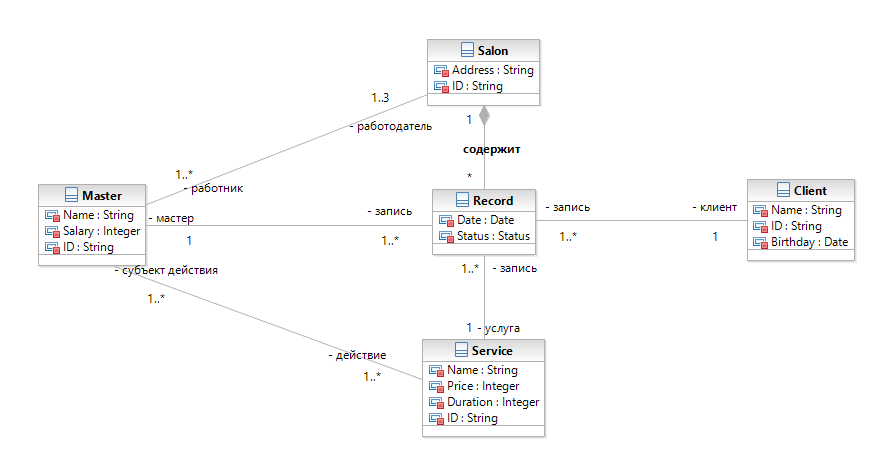 Salon
Address : String
ID : String
1..3
- работодатель
1
содержит
*
1..*
- работник
Master
Name : String
Salary : Integer
ID : String
- мастер
1
- запись
1..*
Record
Date : Date
Status : Status
- запись
1..*
- клиент
1
Client
Name : String
ID : String
Birthday : Date
- субъект действия
1..*
1..*
- запись
1
- услуга
- действие
1..*
Service
Name : String
Price : Integer
Duration : Integer
ID : String